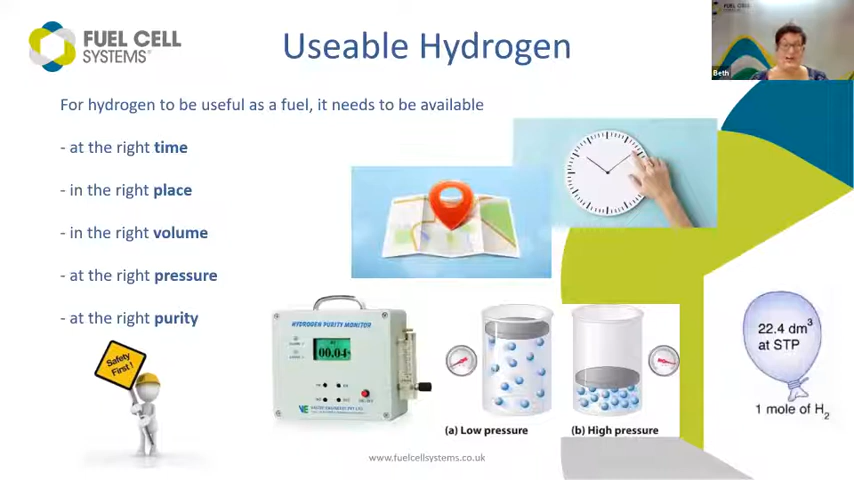 FUEL CELL
SYSTEMS
Useable Hydrogen
Beth
For hydrogen to be useful as a fuel, it needs to be available
- at the right time
- in the right place
- in the right volume
- at the right pressure
- at the right purity
Safety
First!
HYDROGEN PURITY MONITOR
00.04
22.4 dm³
at STP
1 mole of H₂
(a) Low pressure
(b) High pressure
www.fuelcellsystems.co.uk
FUEL CELL